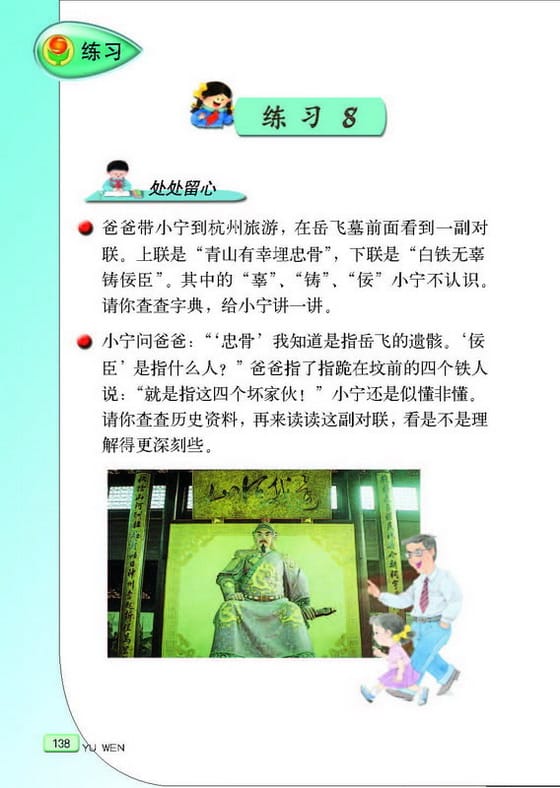 练习
练 习 8
处处留心
爸爸带小宁到杭州旅游，在岳飞墓前面看到一副对
联。上联是“青山有幸埋忠骨”，下联是“白铁无辜
铸佞臣”。其中的“辜”、“铸”、“佞”小宁不认识。
请你查查字典，给小宁讲一讲。
小宁问爸爸：“‘忠骨’我知道是指岳飞的遗骸。‘佞
臣’是指什么人？”爸爸指了指跪在坟前的四个铁人
说：“就是指这四个坏家伙！”小宁还是似懂非懂。
请你查查历史资料，再来读读这副对联，看是不是理
解得更深刻些。
还我河山
138
YU WEN